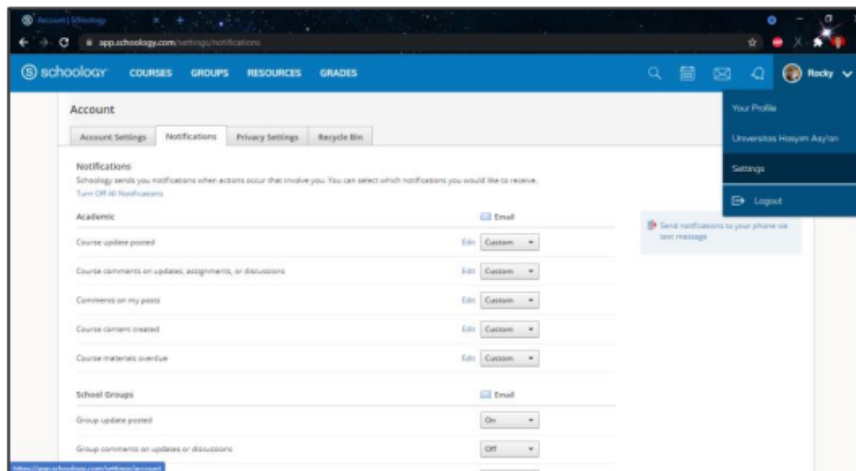 Account | Schoology
app.schoology.com/settings/notifications
schoology COURSES GROUPS RESOURCES GRADES Rocky
Your Profile
Universitas Hasyim Asy'ari
Settings
Logout
Account
Account Settings Notifications Privacy Settings Recycle Bin
Notifications
Schoology sends you notifications when actions occur that involve you. You can select which notifications you would like to receive.
Turn Off All Notifications
Academic Email
Course update posted Edit Custom
Course comments on updates, assignments, or discussions Edit Custom
Comments on my posts Edit Custom
Course content created Edit Custom
Course materials overdue Edit Custom
Send notifications to your phone via
text message
School Groups Email
Group update posted On
Group comments on updates or discussions Off
https://app.schoology.com/settings/account